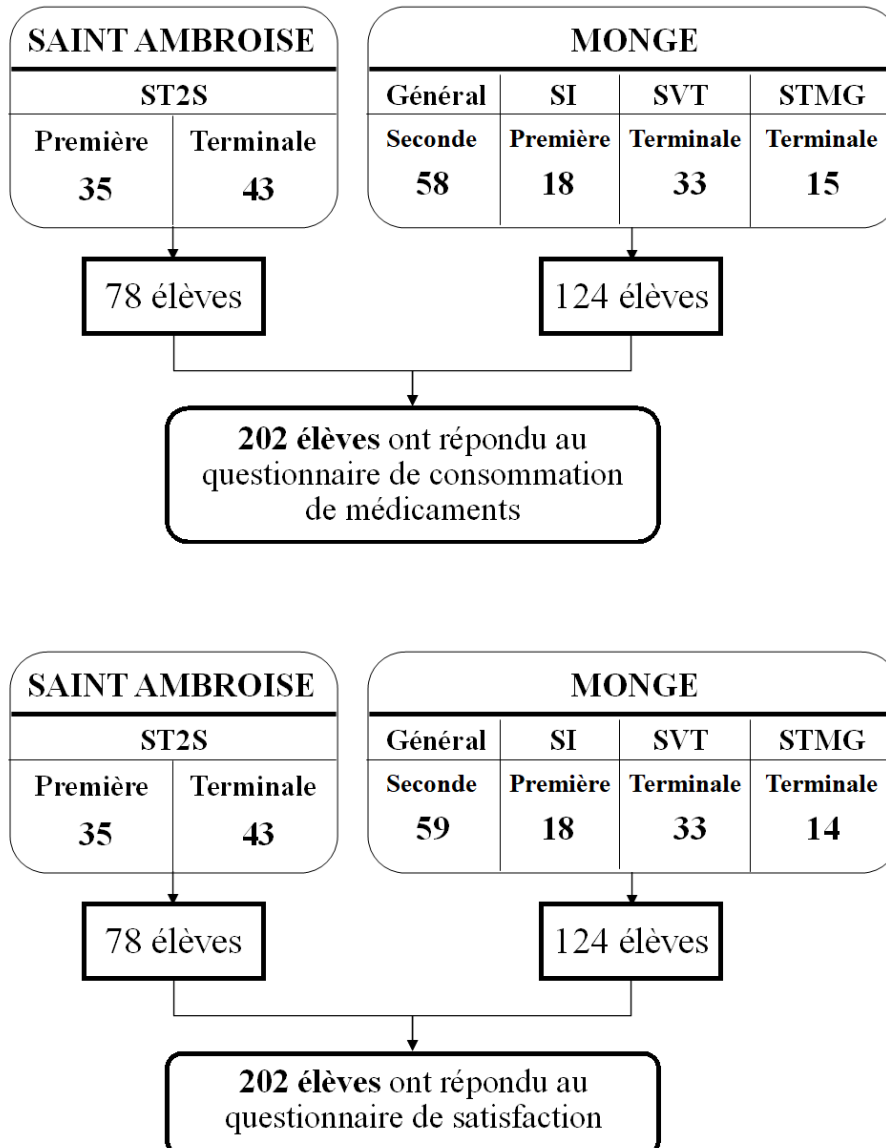 SAINT AMBROISE
ST2S
Première Terminale
35 43
MONGE
Général SI SVT STMG
Seconde Première Terminale Terminale
58 18 33 15
78 élèves
124 élèves
202 élèves ont répondu au
questionnaire de consommation
de médicaments
SAINT AMBROISE
ST2S
Première Terminale
35 43
MONGE
Général SI SVT STMG
Seconde Première Terminale Terminale
59 18 33 14
78 élèves
124 élèves
202 élèves ont répondu au
questionnaire de satisfaction